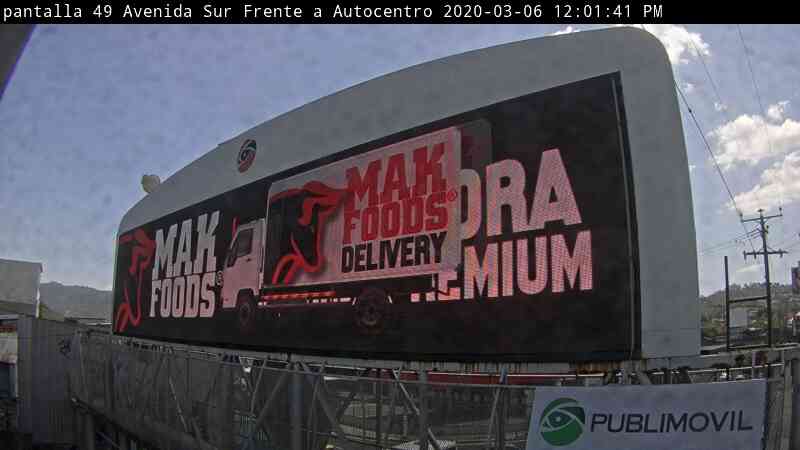 pantalla 49 Avenida Sur Frente a Autocentro 2020-03-06 12:01:41 PM
MAK
FOODS®
MAK
FOODS®
DELIVERY
ORA
EMIUM
PUBLIMOVIL